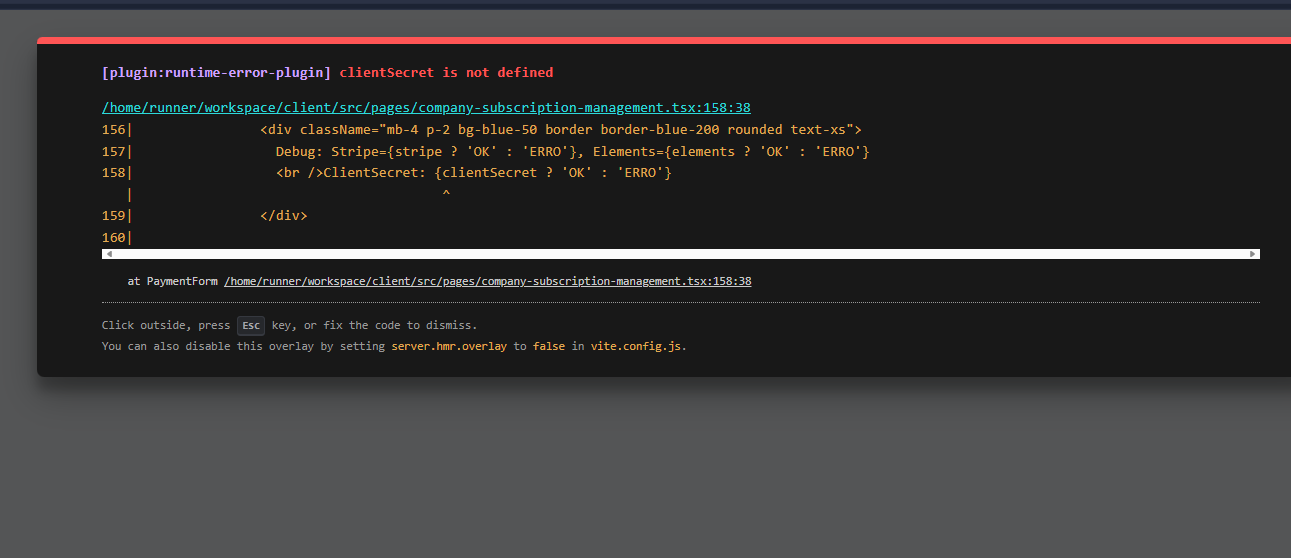 [plugin:runtime-error-plugin] clientSecret is not defined
/home/runner/workspace/client/src/pages/company-subscription-management.tsx:158:38
156|                <div className="mb-4 p-2 bg-blue-50 border border-blue-200 rounded text-xs">
157|                  Debug: Stripe={stripe ? 'OK' : 'ERRO'}, Elements={elements ? 'OK' : 'ERRO'}
158|                  <br />ClientSecret: {clientSecret ? 'OK' : 'ERRO'}
   |                                       ^
159|                </div>
160|
at PaymentForm /home/runner/workspace/client/src/pages/company-subscription-management.tsx:158:38
Click outside, press Esc key, or fix the code to dismiss.
You can also disable this overlay by setting server.hmr.overlay to false in vite.config.js.